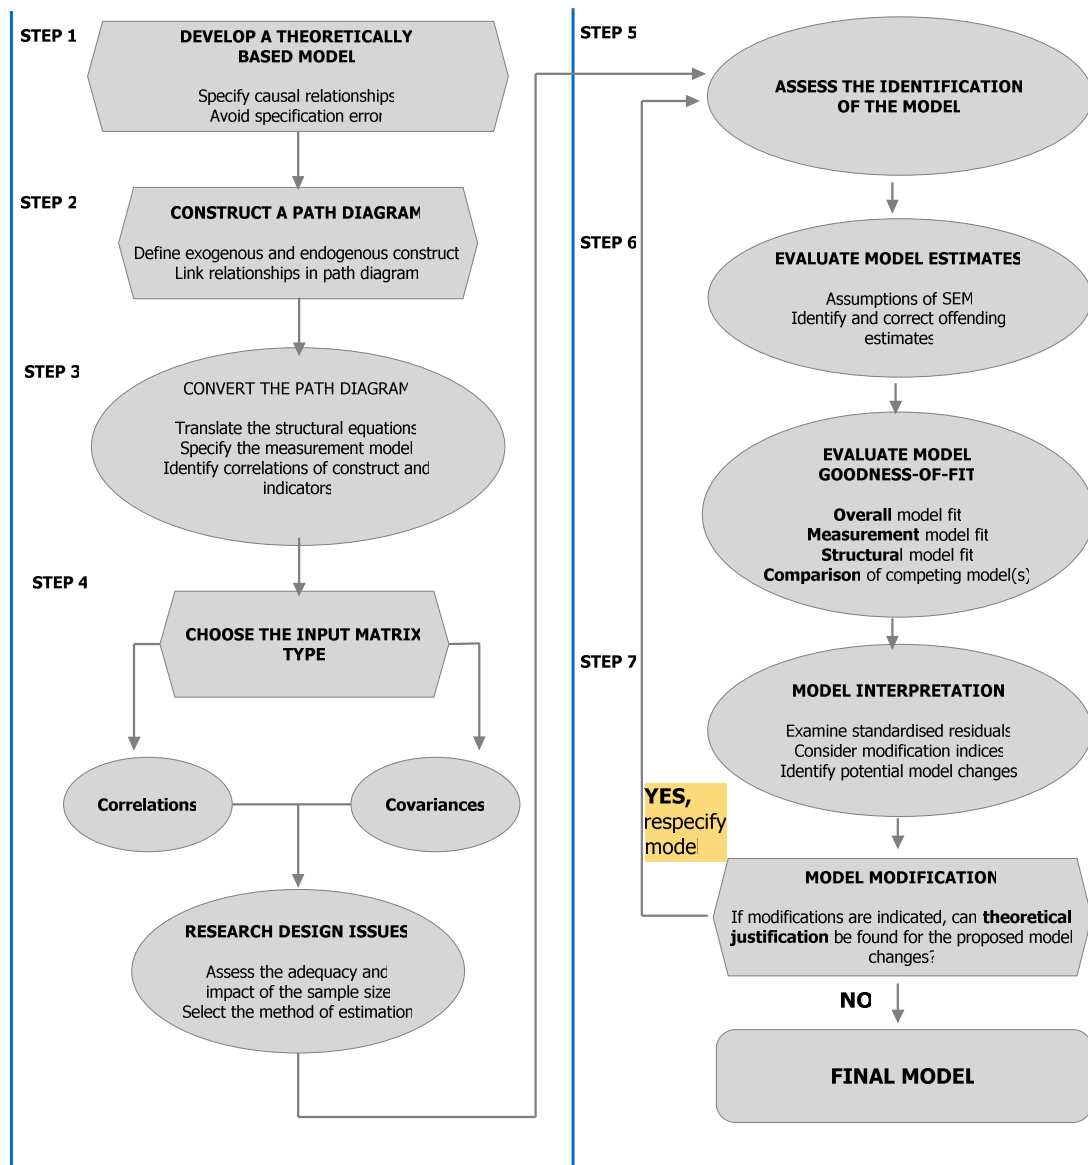 STEP 1
DEVELOP A THEORETICALLY
BASED MODEL
Specify causal relationships
Avoid specification error
STEP 2
CONSTRUCT A PATH DIAGRAM
Define exogenous and endogenous construct
Link relationships in path diagram
STEP 3
CONVERT THE PATH DIAGRAM
Translate the structural equations
Specify the measurement model
Identify correlations of construct and
indicators
STEP 4
CHOOSE THE INPUT MATRIX
TYPE
Correlations
Covariances
RESEARCH DESIGN ISSUES
Assess the adequacy and
impact of the sample size
Select the method of estimation
STEP 5
ASSESS THE IDENTIFICATION
OF THE MODEL
STEP 6
EVALUATE MODEL ESTIMATES
Assumptions of SEM
Identify and correct offending
estimates
EVALUATE MODEL
GOODNESS-OF-FIT
Overall model fit
Measurement model fit
Structural model fit
Comparison of competing model(s)
STEP 7
MODEL INTERPRETATION
Examine standardised residuals
Consider modification indices
Identify potential model changes
YES,
respecify
model
MODEL MODIFICATION
If modifications are indicated, can theoretical
justification be found for the proposed model
changes?
NO
FINAL MODEL